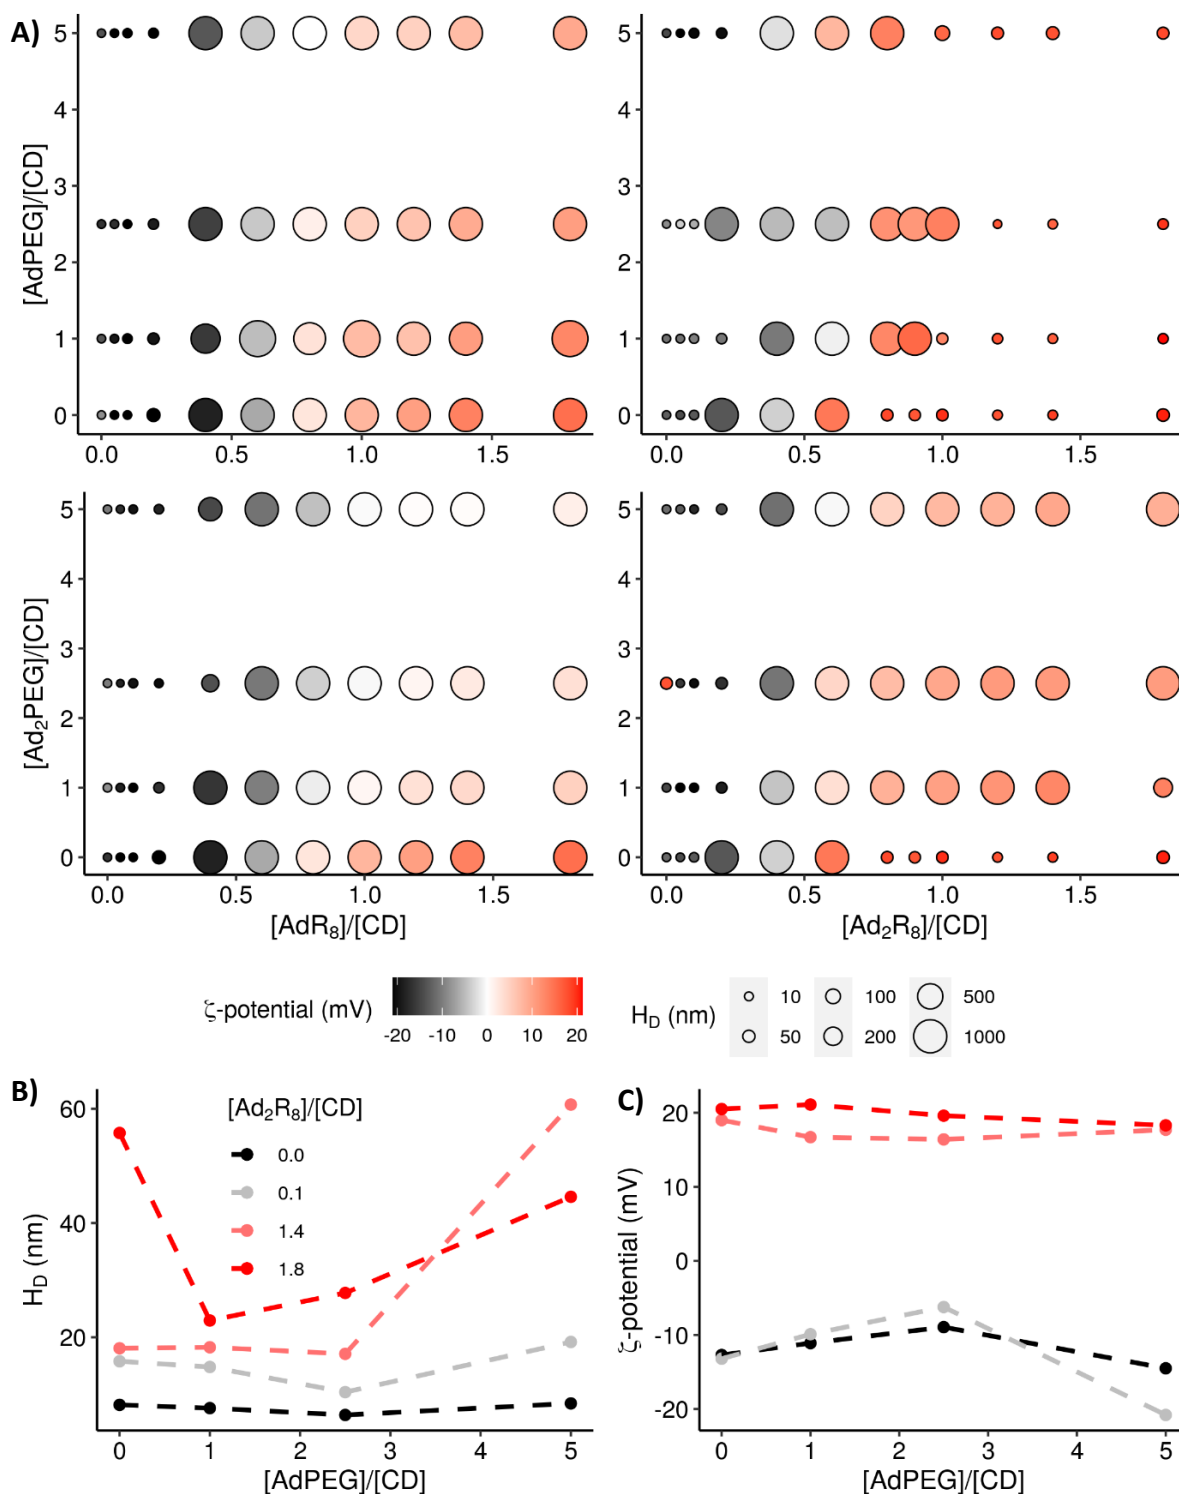 A)
5
4
3
2
1
0
[AdPEG]/[CD]
0.0 0.5 1.0 1.5
5
4
3
2
1
0
0.0 0.5 1.0 1.5
5
4
3
2
1
0
[Ad₂PEG]/[CD]
0.0 0.5 1.0 1.5
[AdR₈]/[CD]
5
4
3
2
1
0
0.0 0.5 1.0 1.5
[Ad₂R₈]/[CD]
ζ-potential (mV)
-20 -10 0 10 20
H_D (nm)
10 100 500
50 200 1000
B)
60
40
20
H_D (nm)
[Ad₂R₈]/[CD]
0.0
0.1
1.4
1.8
0 1 2 3 4 5
[AdPEG]/[CD]
C)
20
10
0
-10
-20
ζ-potential (mV)
0 1 2 3 4 5
[AdPEG]/[CD]